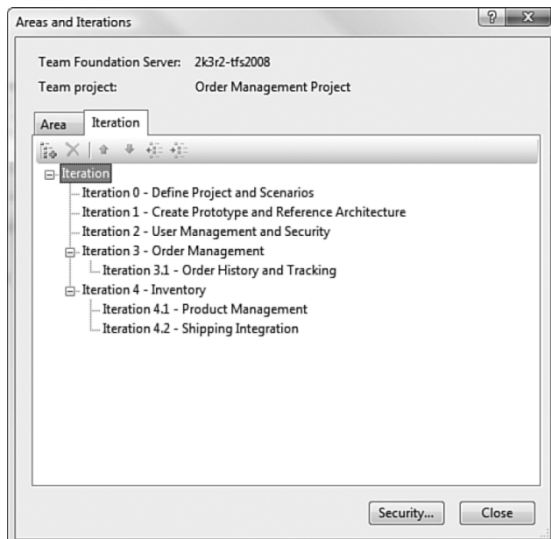 Areas and Iterations
Team Foundation Server: 2k3r2-tfs2008
Team project: Order Management Project
Area Iteration
Iteration
Iteration 0 - Define Project and Scenarios
Iteration 1 - Create Prototype and Reference Architecture
Iteration 2 - User Management and Security
Iteration 3 - Order Management
Iteration 3.1 - Order History and Tracking
Iteration 4 - Inventory
Iteration 4.1 - Product Management
Iteration 4.2 - Shipping Integration
Security... Close